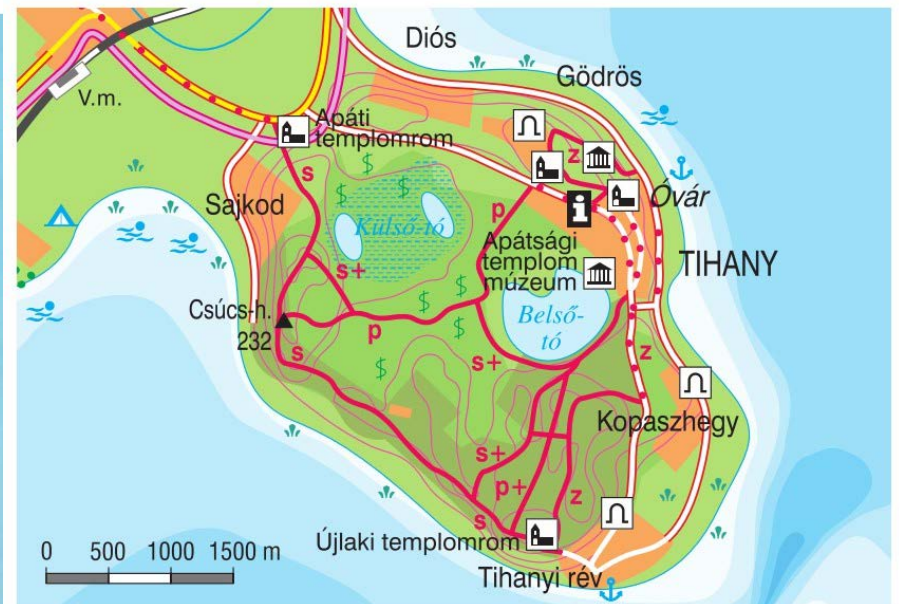 Diós
Gödrös
V.m.
Apáti
templomrom
z
s
Sajkod
p
Óvár
i
Külső-tó
Apátsági
templom
múzeum
TIHANY
s+
Csúcs-h.
232
p
Belső-
tó
s
s+
z
Kopaszhegy
s+
p+
z
s
Újlaki templomrom
0 500 1000 1500 m
Tihanyi rév